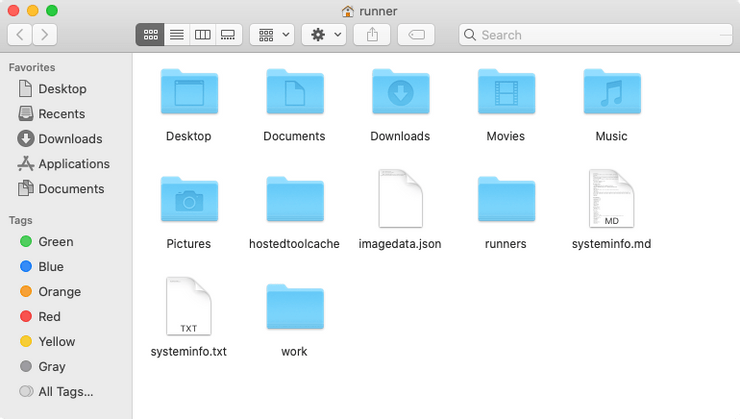 runner
Search
Favorites
Desktop
Recents
Downloads
Applications
Documents
Tags
Green
Blue
Orange
Red
Yellow
Gray
All Tags...
Desktop
Documents
Downloads
Movies
Music
Pictures
hostedtoolcache
imagedata.json
runners
MD
systeminfo.md
TXT
systeminfo.txt
work